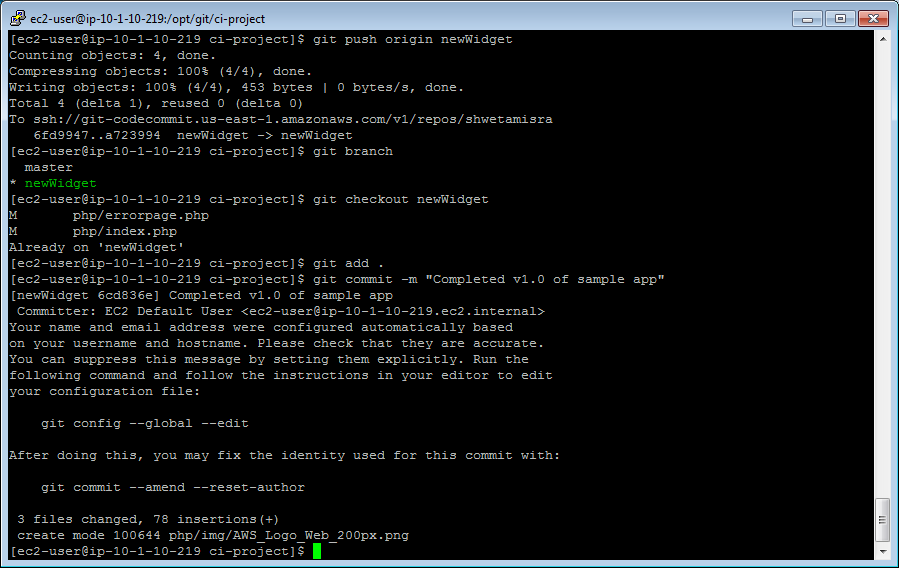 ec2-user@ip-10-1-10-219:/opt/git/ci-project
[ec2-user@ip-10-1-10-219 ci-project]$ git push origin newWidget
Counting objects: 4, done.
Compressing objects: 100% (4/4), done.
Writing objects: 100% (4/4), 453 bytes | 0 bytes/s, done.
Total 4 (delta 1), reused 0 (delta 0)
To ssh://git-codecommit.us-east-1.amazonaws.com/v1/repos/shwetamisra
   6fd9947..a723994  newWidget -> newWidget
[ec2-user@ip-10-1-10-219 ci-project]$ git branch
  master
* newWidget
[ec2-user@ip-10-1-10-219 ci-project]$ git checkout newWidget
M       php/errorpage.php
M       php/index.php
Already on 'newWidget'
[ec2-user@ip-10-1-10-219 ci-project]$ git add .
[ec2-user@ip-10-1-10-219 ci-project]$ git commit -m "Completed v1.0 of sample app"
[newWidget 6cd836e] Completed v1.0 of sample app
 Committer: EC2 Default User <ec2-user@ip-10-1-10-219.ec2.internal>
Your name and email address were configured automatically based
on your username and hostname. Please check that they are accurate.
You can suppress this message by setting them explicitly. Run the
following command and follow the instructions in your editor to edit
your configuration file:
    git config --global --edit
After doing this, you may fix the identity used for this commit with:
    git commit --amend --reset-author
 3 files changed, 78 insertions(+)
 create mode 100644 php/img/AWS_Logo_Web_200px.png
[ec2-user@ip-10-1-10-219 ci-project]$